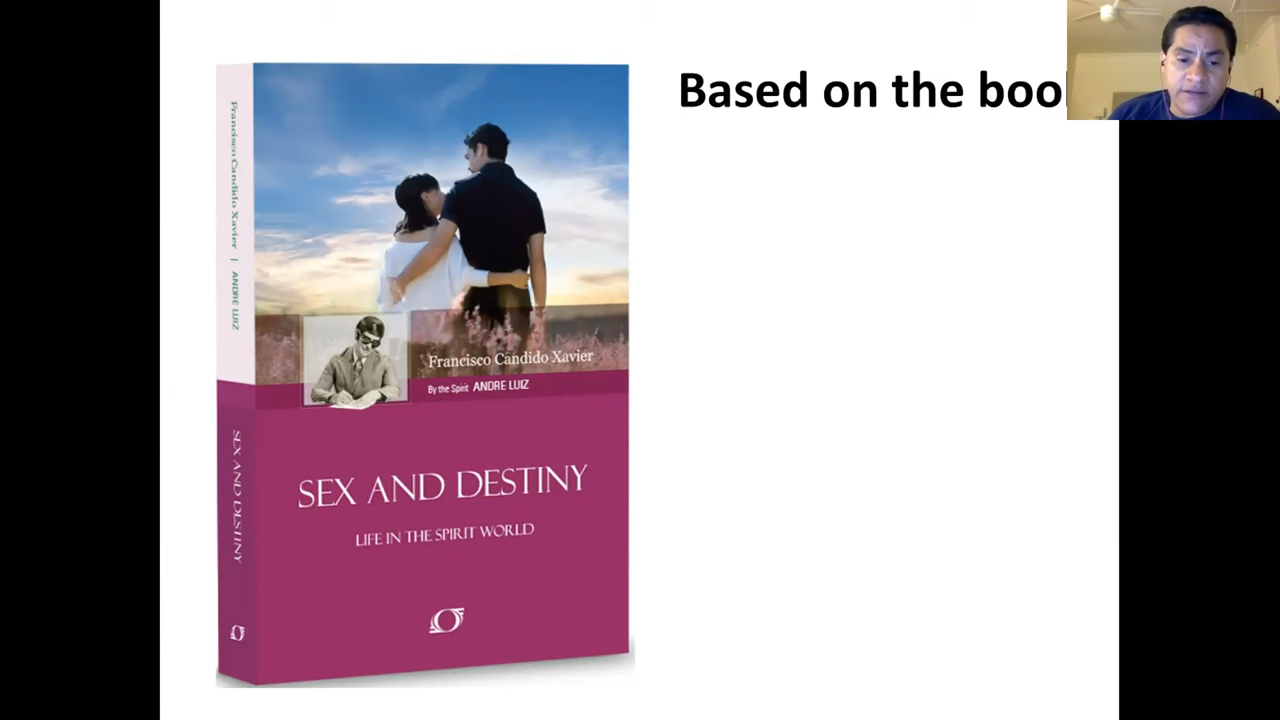 Based on the boo
Francisco Candido Xavier | ANDRE LUIZ
SEX AND DESTINY
Francisco Candido Xavier
By the Spirit ANDRE LUIZ
SEX AND DESTINY
LIFE IN THE SPIRIT WORLD